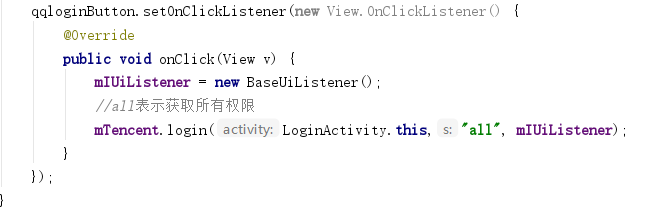 qqloginButton.setOnClickListener(new View.OnClickListener() {
@Override
public void onClick(View v) {
mIUiListener = new BaseUiListener();
//all表示获取所有权限
mTencent.login( activity: LoginActivity.this, s: "all", mIUiListener);
}
});
}